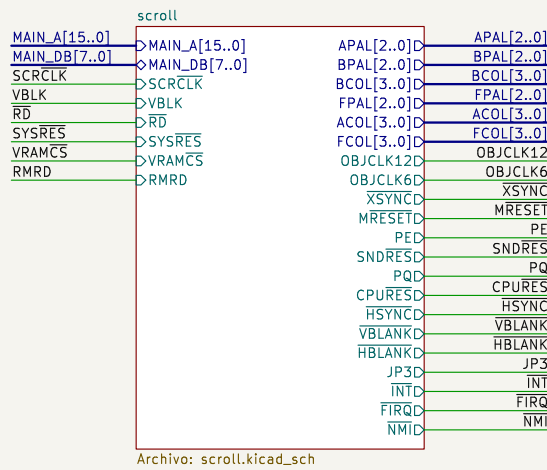 scroll
MAIN_A[15..0] MAIN_A[15..0] APAL[2..0] APAL[2..0]
MAIN_DB[7..0] MAIN_DB[7..0] BPAL[2..0] BPAL[2..0]
SCRCLK SCRCLK BCOL[3..0] BCOL[3..0]
VBLK VBLK FPAL[2..0] FPAL[2..0]
RD RD ACOL[3..0] ACOL[3..0]
SYSRES SYSRES FCOL[3..0] FCOL[3..0]
VRAMCS VRAMCS OBJCLK12 OBJCLK12
RMRD RMRD OBJCLK6 OBJCLK6
XSYNC XSYNC
MRESET MRESET
PE PE
SNDRES SNDRES
PQ PQ
CPURES CPURES
HSYNC HSYNC
VBLANK VBLANK
HBLANK HBLANK
JP3 JP3
INT INT
FIRQ FIRQ
NMI NMI
Archivo: scroll.kicad_sch